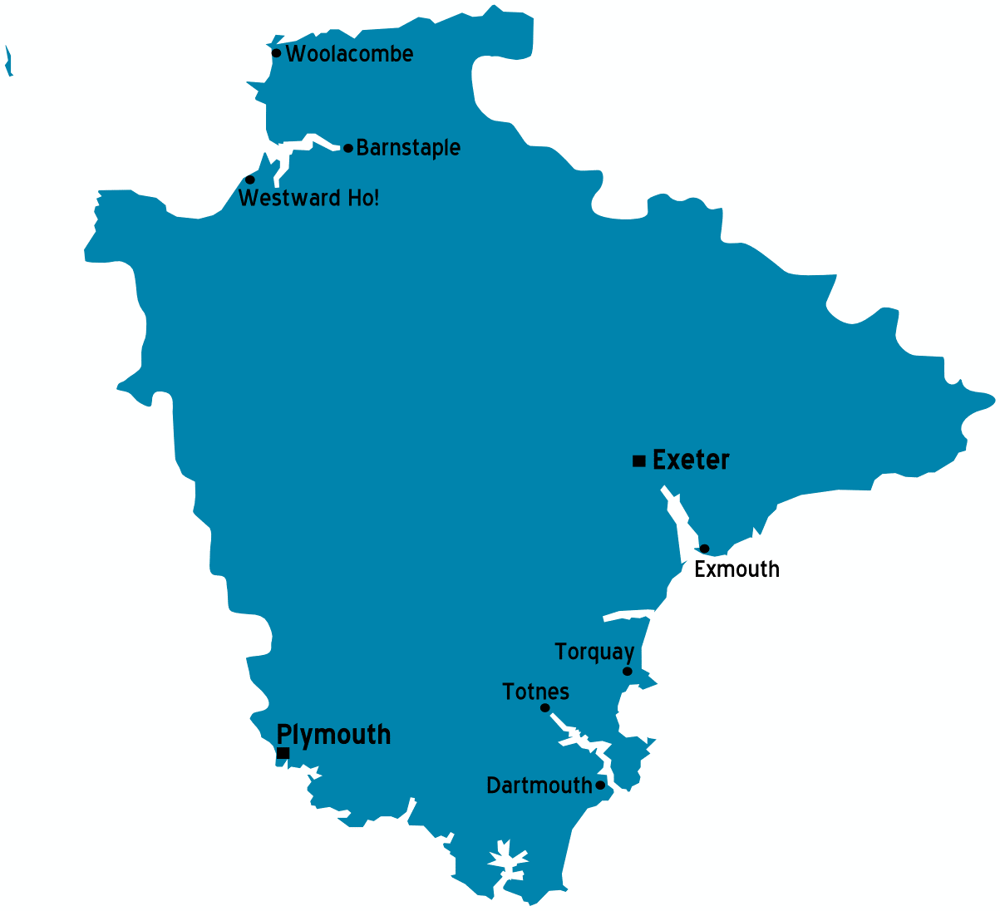 Woolacombe
Barnstaple
Westward Ho!
Exeter
Exmouth
Torquay
Totnes
Plymouth
Dartmouth